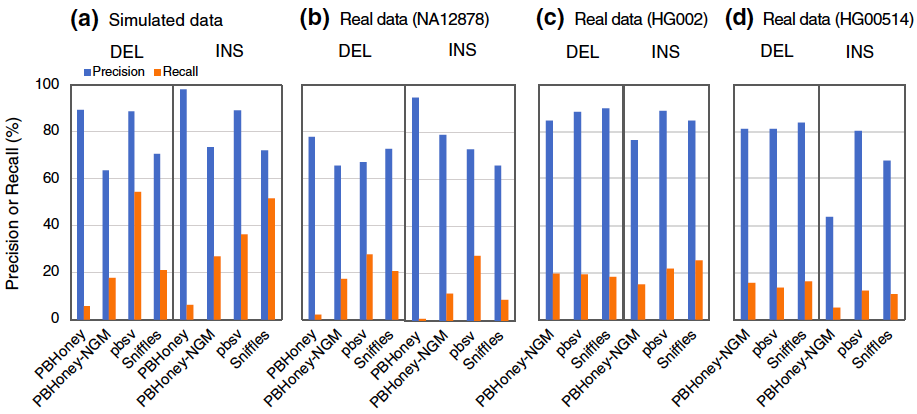 (a) Simulated data
(b) Real data (NA12878)
(c) Real data (HG002)
(d) Real data (HG00514)
DEL INS
DEL INS
DEL INS
DEL INS
Precision Recall
Precision or Recall (%)
100
80
60
40
20
0
PBHoney
PBHoney-NGM
pbsv
Sniffles
PBHoney
PBHoney-NGM
pbsv
Sniffles
PBHoney
PBHoney-NGM
pbsv
Sniffles
PBHoney
PBHoney-NGM
pbsv
Sniffles
PBHoney-NGM
pbsv
Sniffles
PBHoney-NGM
pbsv
Sniffles
PBHoney-NGM
pbsv
Sniffles
PBHoney-NGM
pbsv
Sniffles